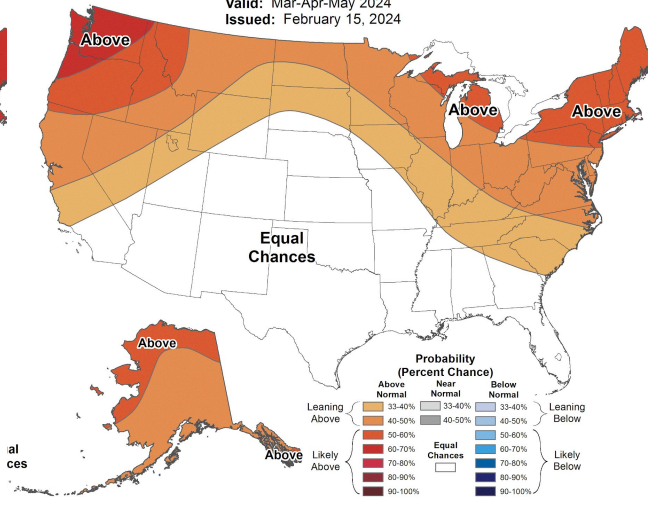 Valid: Mar-Apr-May 2024
Issued: February 15, 2024
Above
Above
Above
Equal
Chances
Above
Above
al
ces
Probability
(Percent Chance)
Above
Normal
Near
Normal
Below
Normal
Leaning
Above
33-40%
40-50%
33-40%
40-50%
33-40%
40-50%
Leaning
Below
Likely
Above
50-60%
60-70%
70-80%
80-90%
90-100%
Equal
Chances
50-60%
60-70%
70-80%
80-90%
90-100%
Likely
Below